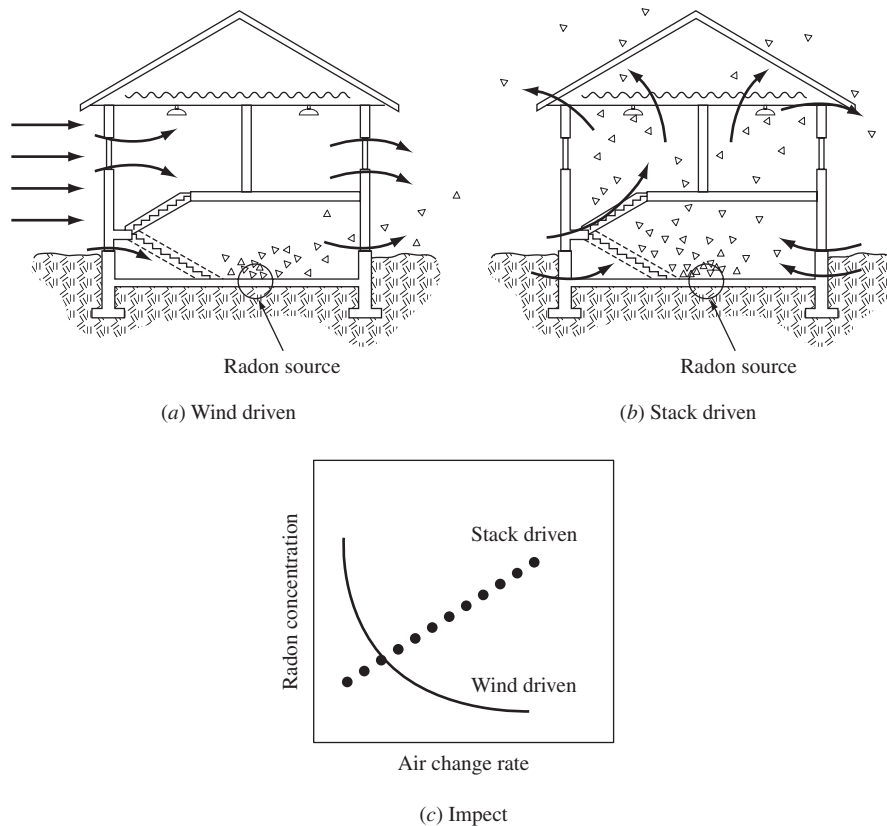 Radon source
Radon source
(a) Wind driven
(b) Stack driven
Radon concentration
Stack driven
Wind driven
Air change rate
(c) Impect